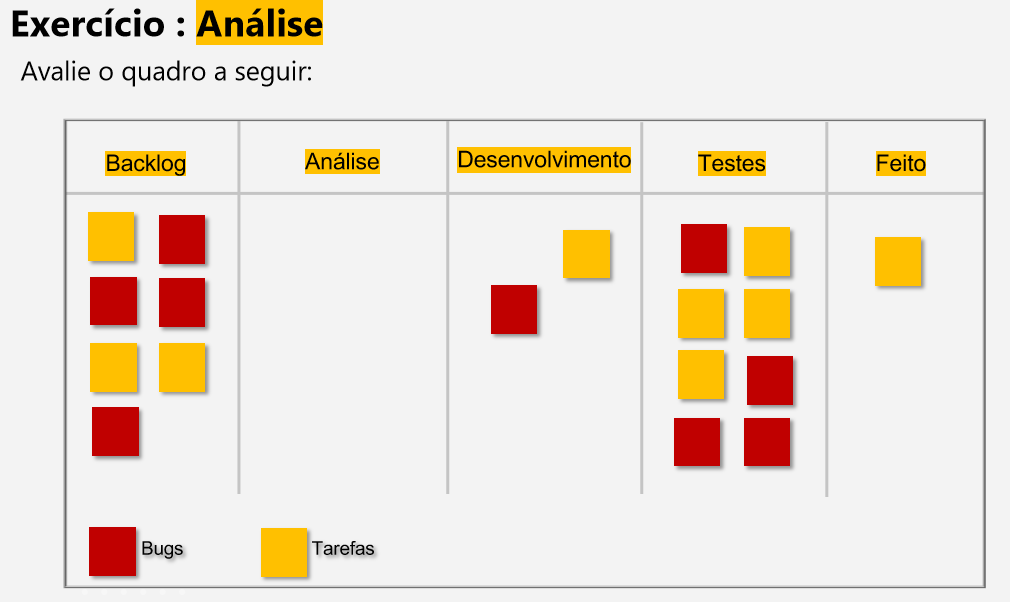 Exercício : Análise
Avalie o quadro a seguir:
Backlog
Análise
Desenvolvimento
Testes
Feito
Bugs
Tarefas